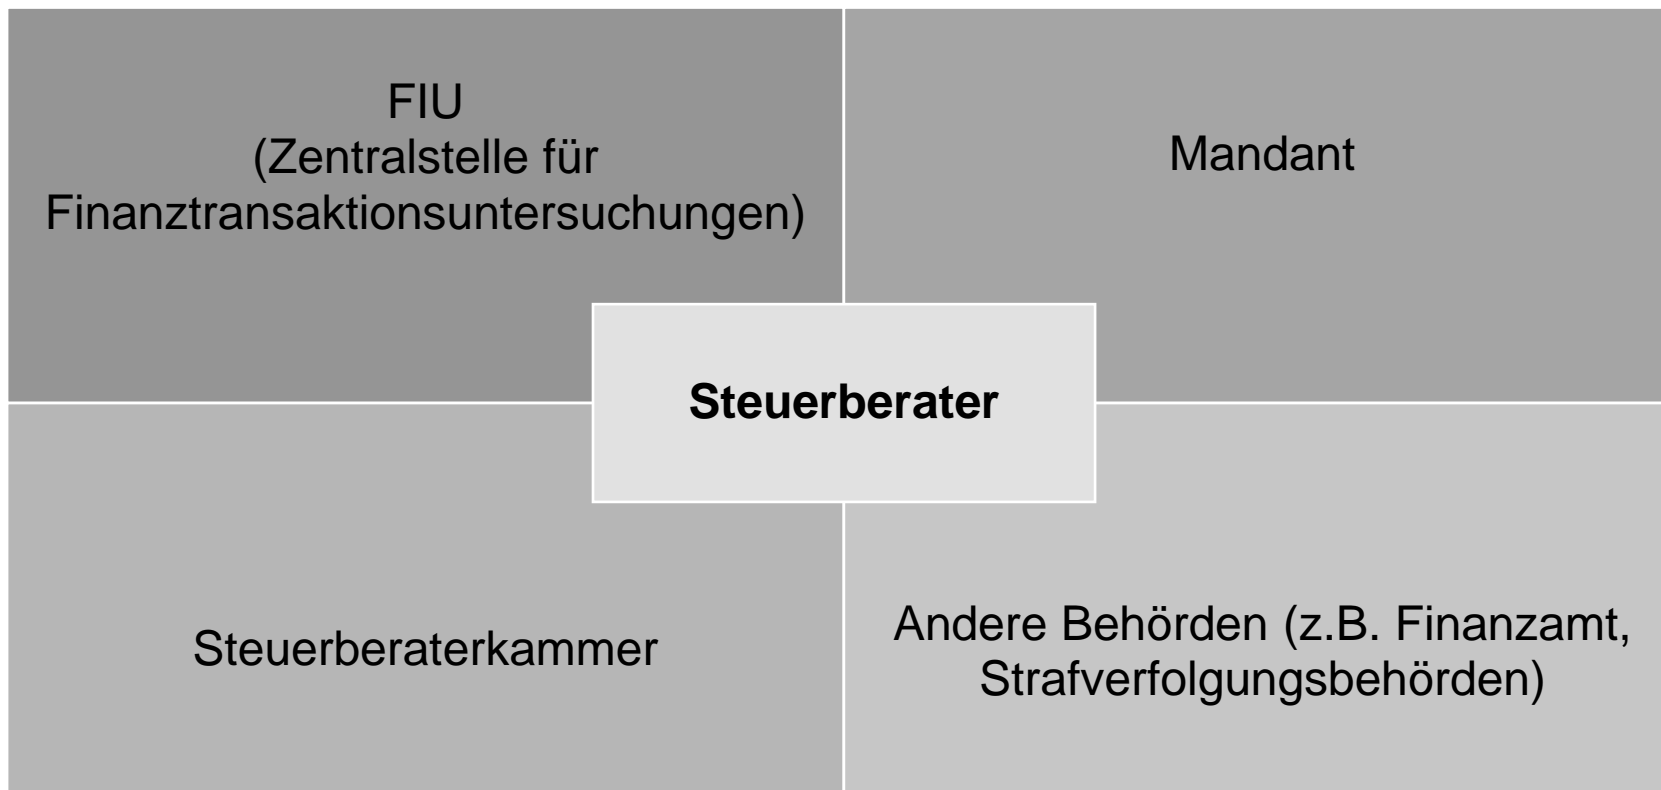 FIU
(Zentralstelle für
Finanztransaktionsuntersuchungen)
Mandant
Steuerberater
Steuerberaterkammer
Andere Behörden (z.B. Finanzamt,
Strafverfolgungsbehörden)